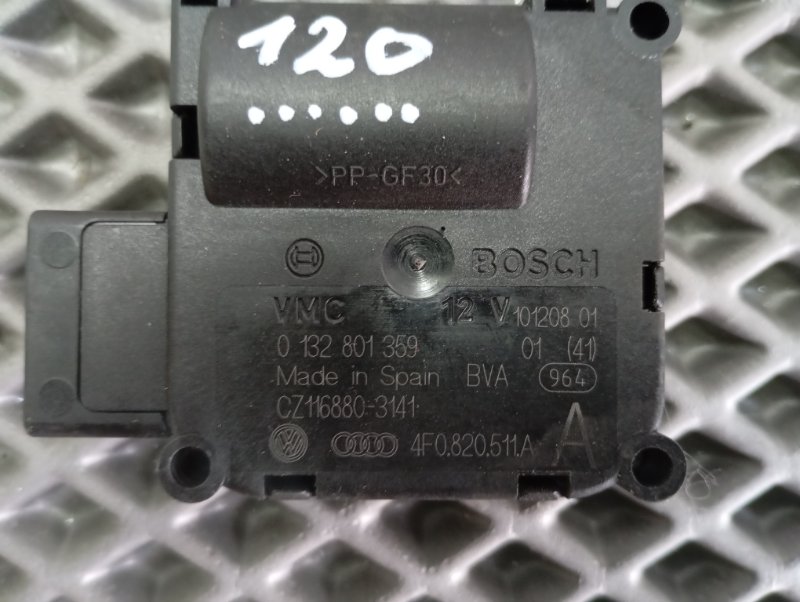 120
>PP-GF30<
BOSCH
VMC 12 V 101208 01
0 132 801 359 01 (41)
Made in Spain BVA 964
CZ116880-3141
4F0.820.511A A